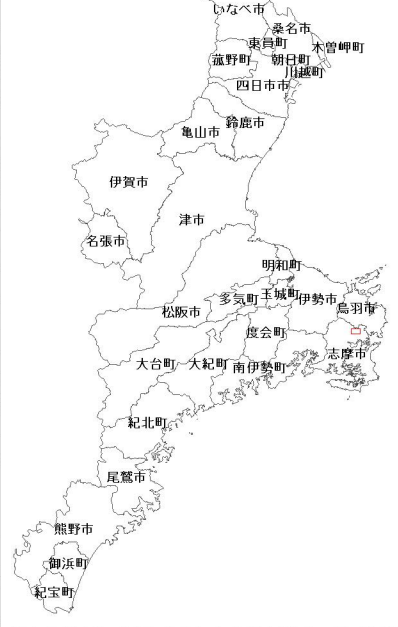 いなべ市
桑名市
東員町
木曽岬町
菰野町
朝日町
川越町
四日市市
鈴鹿市
亀山市
伊賀市
津市
名張市
明和町
多気町
玉城町
伊勢市
鳥羽市
松阪市
度会町
志摩市
大台町
大紀町
南伊勢町
紀北町
尾鷲市
熊野市
御浜町
紀宝町